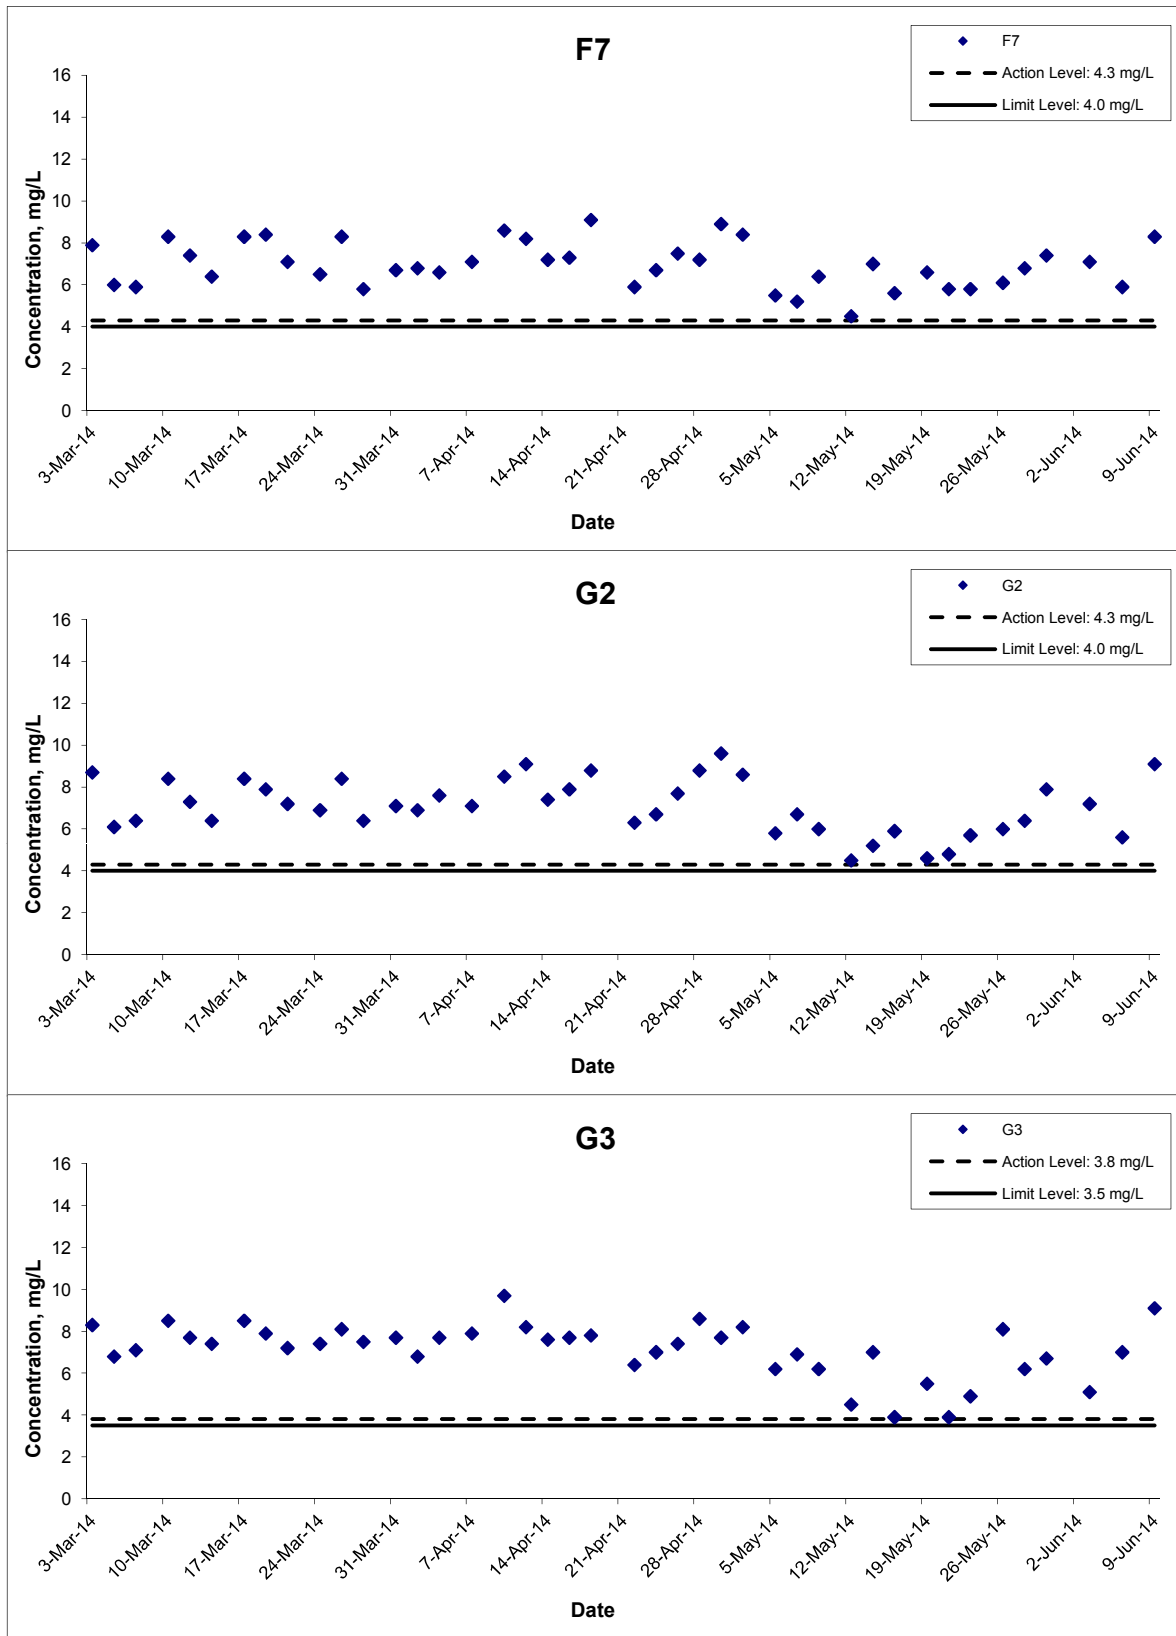 F7
F7
Action Level: 4.3 mg/L
Limit Level: 4.0 mg/L
Concentration, mg/L
16
14
12
10
8
6
4
2
0
3-Mar-14
10-Mar-14
17-Mar-14
24-Mar-14
31-Mar-14
7-Apr-14
14-Apr-14
21-Apr-14
28-Apr-14
5-May-14
12-May-14
19-May-14
26-May-14
2-Jun-14
9-Jun-14
Date
G2
G2
Action Level: 4.3 mg/L
Limit Level: 4.0 mg/L
Concentration, mg/L
16
14
12
10
8
6
4
2
0
3-Mar-14
10-Mar-14
17-Mar-14
24-Mar-14
31-Mar-14
7-Apr-14
14-Apr-14
21-Apr-14
28-Apr-14
5-May-14
12-May-14
19-May-14
26-May-14
2-Jun-14
9-Jun-14
Date
G3
G3
Action Level: 3.8 mg/L
Limit Level: 3.5 mg/L
Concentration, mg/L
16
14
12
10
8
6
4
2
0
3-Mar-14
10-Mar-14
17-Mar-14
24-Mar-14
31-Mar-14
7-Apr-14
14-Apr-14
21-Apr-14
28-Apr-14
5-May-14
12-May-14
19-May-14
26-May-14
2-Jun-14
9-Jun-14
Date